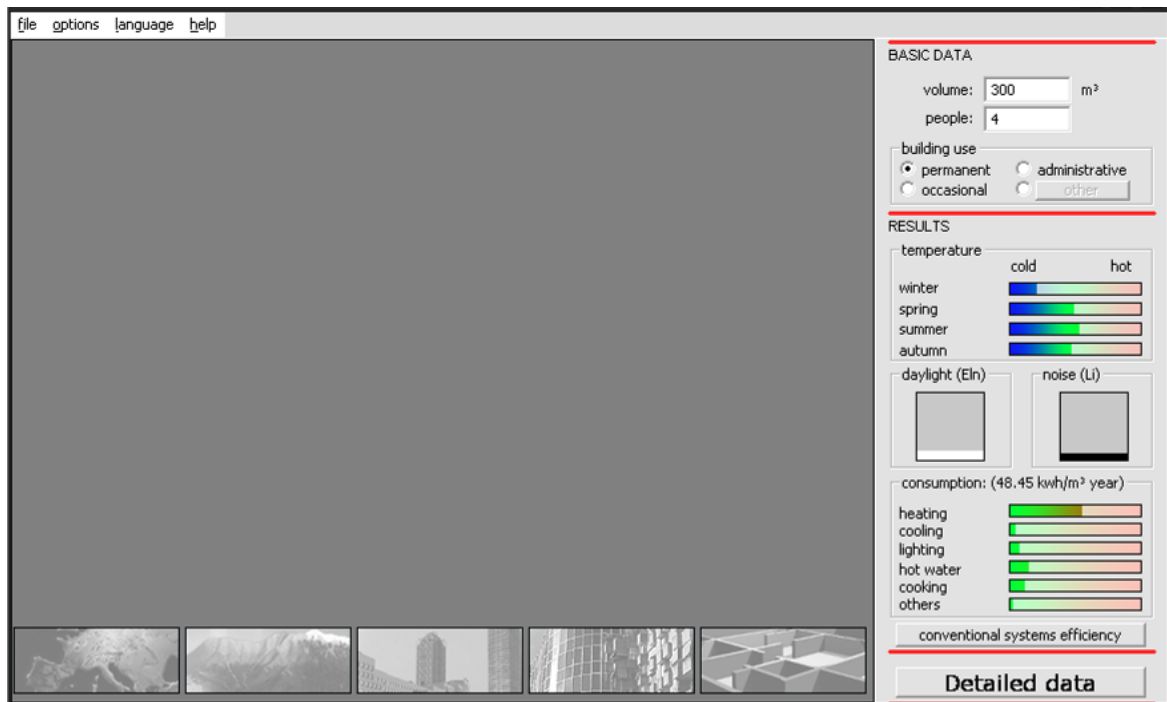 file options language help
BASIC DATA
volume: 300 m³
people: 4
building use
permanent administrative
occasional other
RESULTS
temperature
cold hot
winter
spring
summer
autumn
daylight (Eln) noise (Li)
consumption: (48.45 kwh/m³ year)
heating
cooling
lighting
hot water
cooking
others
conventional systems efficiency
Detailed data